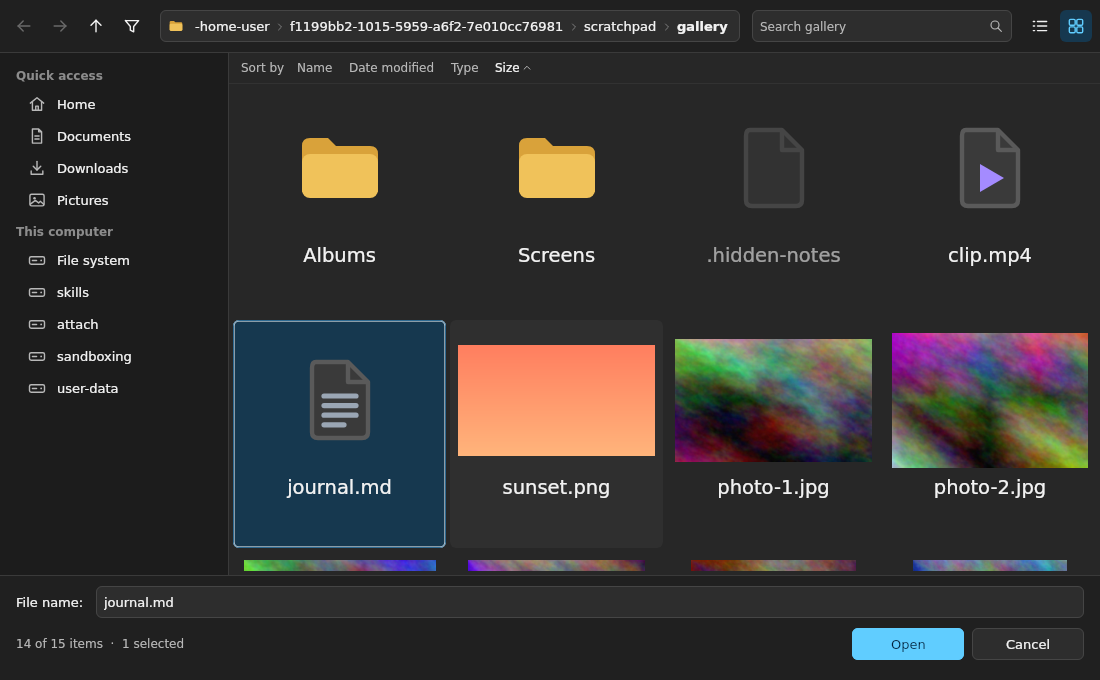 -home-user › f1199bb2-1015-5959-a6f2-7e010cc76981 › scratchpad › gallery
Search gallery
Quick access
Home
Documents
Downloads
Pictures
This computer
File system
skills
attach
sandboxing
user-data
Sort by Name Date modified Type Size
Albums Screens .hidden-notes clip.mp4
journal.md sunset.png photo-1.jpg photo-2.jpg
File name: journal.md
14 of 15 items · 1 selected
Open Cancel